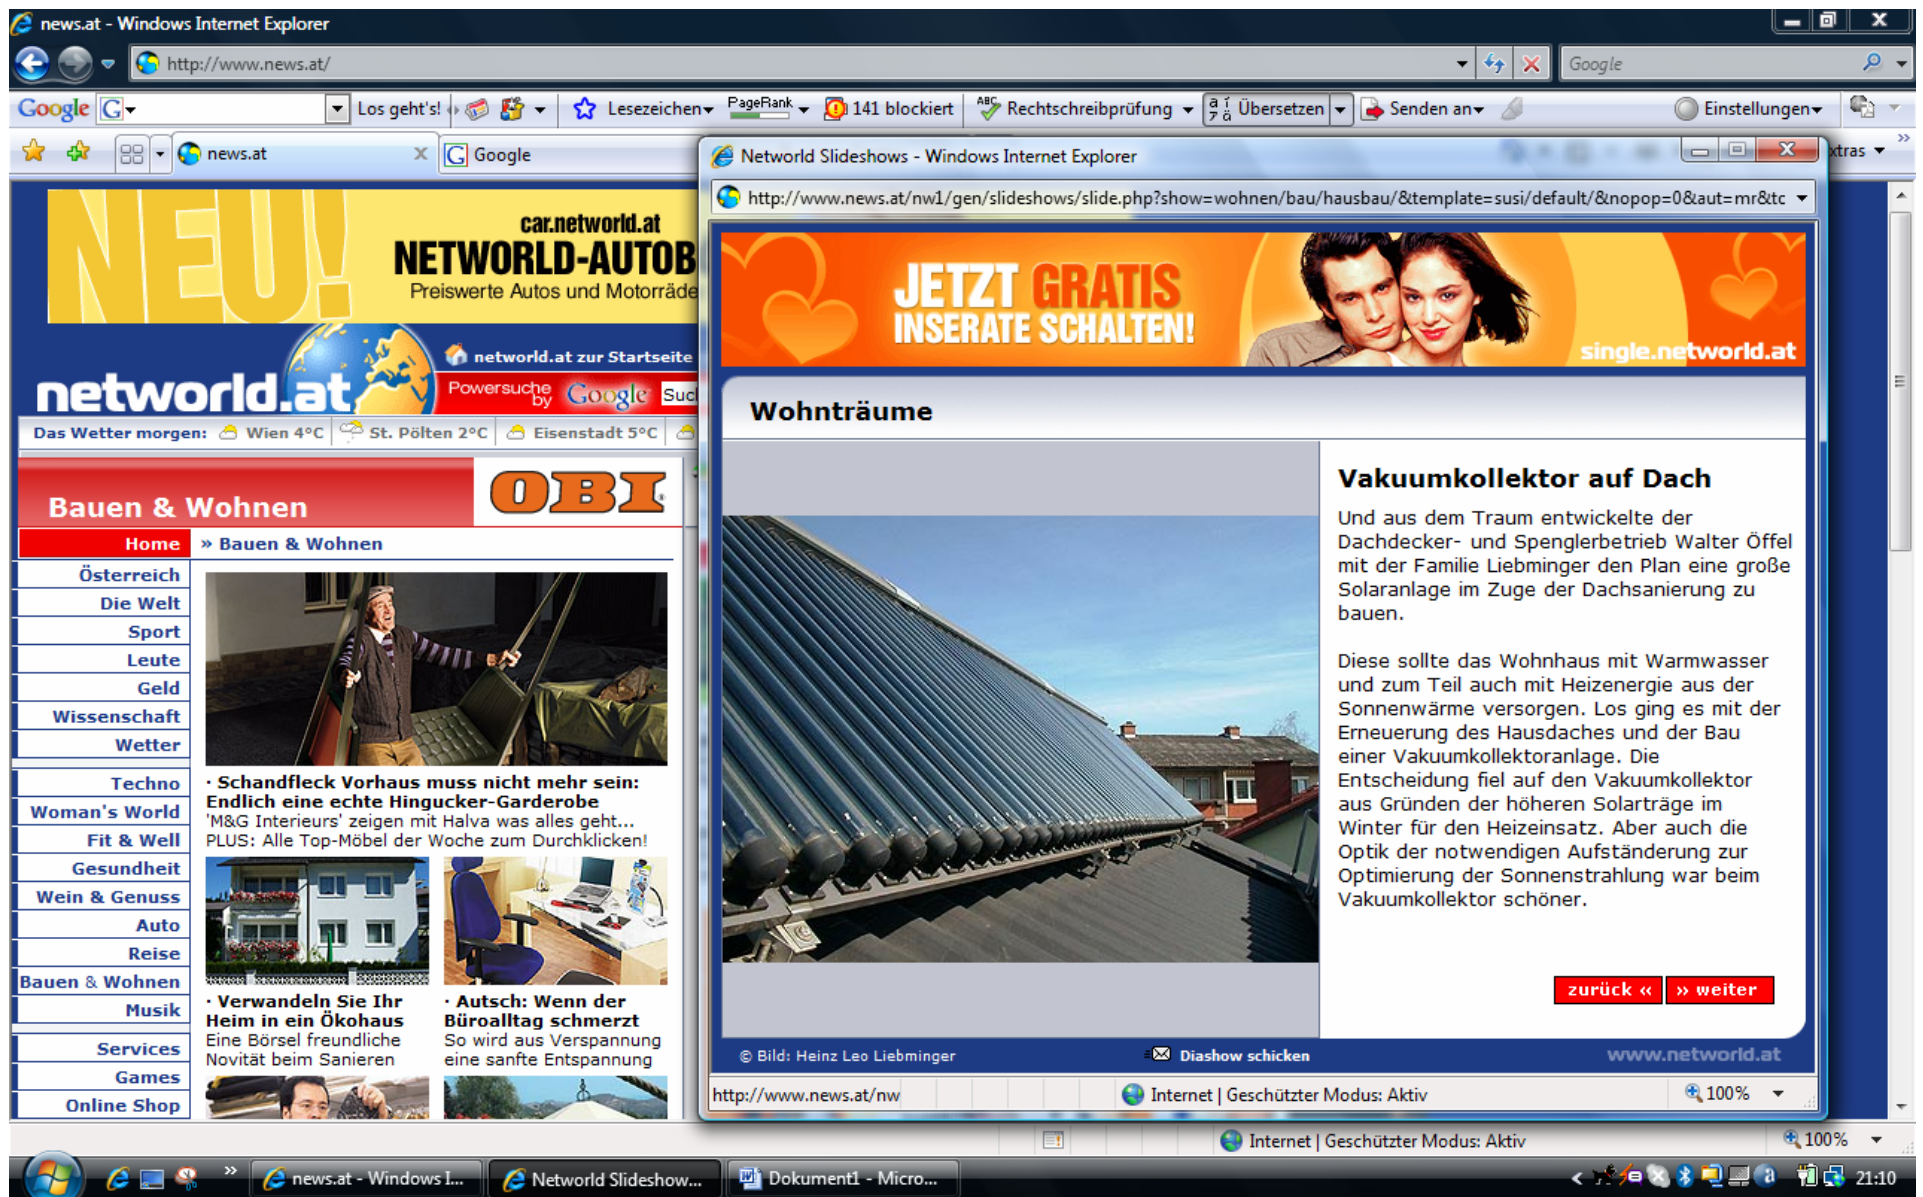 news.at - Windows Internet Explorer
http://www.news.at/
Google
Google G Los geht's! Lesezeichen PageRank 141 blockiert ABC Rechtschreibprüfung Übersetzen Senden an Einstellungen
news.at
Google
xtras
NEU!
car.networld.at
NETWORLD-AUTOB
Preiswerte Autos und Motorräde
networld.at
networld.at zur Startseite
Powersuche by Google Suc
Das Wetter morgen: Wien 4°C St. Pölten 2°C Eisenstadt 5°C
Bauen & Wohnen
OBI
Home
» Bauen & Wohnen
Österreich
Die Welt
Sport
Leute
Geld
Wissenschaft
Wetter
Techno
Woman's World
Fit & Well
Gesundheit
Wein & Genuss
Auto
Reise
Bauen & Wohnen
Musik
Services
Games
Online Shop
· Schandfleck Vorhaus muss nicht mehr sein:
Endlich eine echte Hingucker-Garderobe
'M&G Interieurs' zeigen mit Halva was alles geht...
PLUS: Alle Top-Möbel der Woche zum Durchklicken!
· Verwandeln Sie Ihr
Heim in ein Ökohaus
Eine Börsel freundliche
Novität beim Sanieren
· Autsch: Wenn der
Büroalltag schmerzt
So wird aus Verspannung
eine sanfte Entspannung
Networld Slideshows - Windows Internet Explorer
http://www.news.at/nw1/gen/slideshows/slide.php?show=wohnen/bau/hausbau/&template=susi/default/&nopop=0&aut=mr&tc
JETZT GRATIS
INSERATE SCHALTEN!
single.networld.at
Wohnträume
Vakuumkollektor auf Dach
Und aus dem Traum entwickelte der
Dachdecker- und Spenglerbetrieb Walter Öffel
mit der Familie Liebminger den Plan eine große
Solaranlage im Zuge der Dachsanierung zu
bauen.
Diese sollte das Wohnhaus mit Warmwasser
und zum Teil auch mit Heizenergie aus der
Sonnenwärme versorgen. Los ging es mit der
Erneuerung des Hausdaches und der Bau
einer Vakuumkollektoranlage. Die
Entscheidung fiel auf den Vakuumkollektor
aus Gründen der höheren Solarträge im
Winter für den Heizeinsatz. Aber auch die
Optik der notwendigen Aufständerung zur
Optimierung der Sonnenstrahlung war beim
Vakuumkollektor schöner.
zurück « » weiter
© Bild: Heinz Leo Liebminger
Diashow schicken
www.networld.at
http://www.news.at/nw
Internet | Geschützter Modus: Aktiv
100%
Internet | Geschützter Modus: Aktiv
100%
news.at - Windows I...
Networld Slideshow...
Dokument1 - Micro...
21:10